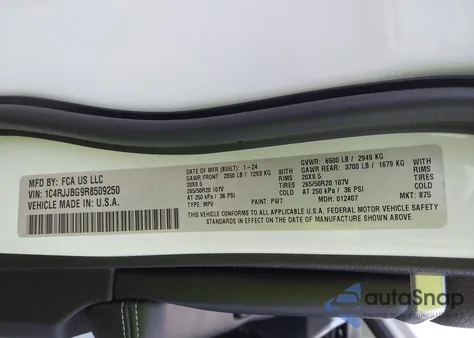 MFD BY: FCA US LLC
VIN: 1C4RJJBG9R8509250
VEHICLE MADE IN: U.S.A.
DATE OF MFR (BUILT): 1-24
GAWR FRONT: 2850 LB / 1293 KG
WITH
20X8.5 RIMS
265/50R20 107V TIRES
AT 250 kPa / 36 PSI COLD
TYPE: MPV
PAINT: PW7
GVWR: 6500 LB / 2949 KG
GAWR REAR: 3700 LB / 1679 KG
WITH
20X8.5 RIMS
265/50R20 107V TIRES
AT 250 kPa / 36 PSI COLD
MDH: 012407
MKT: 875
THIS VEHICLE CONFORMS TO ALL APPLICABLE U.S.A. FEDERAL MOTOR VEHICLE SAFETY
STANDARDS IN EFFECT ON THE DATE OF MANUFACTURE SHOWN ABOVE.
autoSnap